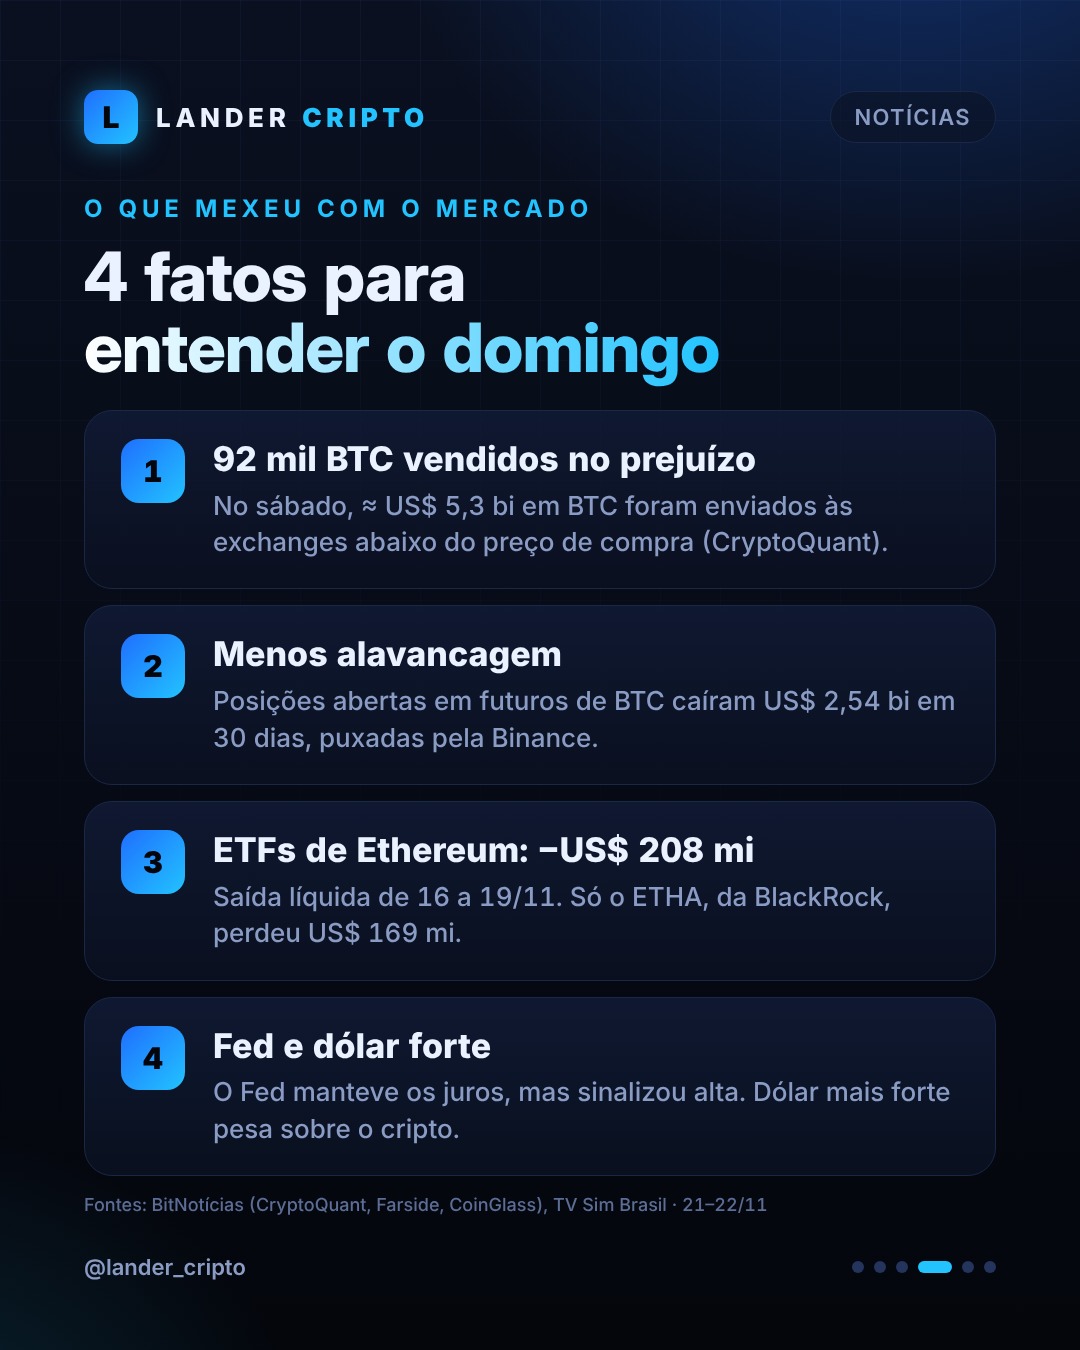 L LANDER CRIPTO
NOTÍCIAS
O QUE MEXEU COM O MERCADO
4 fatos para
entender o domingo
1
92 mil BTC vendidos no prejuízo
No sábado, ≈ US$ 5,3 bi em BTC foram enviados às
exchanges abaixo do preço de compra (CryptoQuant).
2
Menos alavancagem
Posições abertas em futuros de BTC caíram US$ 2,54 bi em
30 dias, puxadas pela Binance.
3
ETFs de Ethereum: −US$ 208 mi
Saída líquida de 16 a 19/11. Só o ETHA, da BlackRock,
perdeu US$ 169 mi.
4
Fed e dólar forte
O Fed manteve os juros, mas sinalizou alta. Dólar mais forte
pesa sobre o cripto.
Fontes: BitNotícias (CryptoQuant, Farside, CoinGlass), TV Sim Brasil · 21–22/11
@lander_cripto